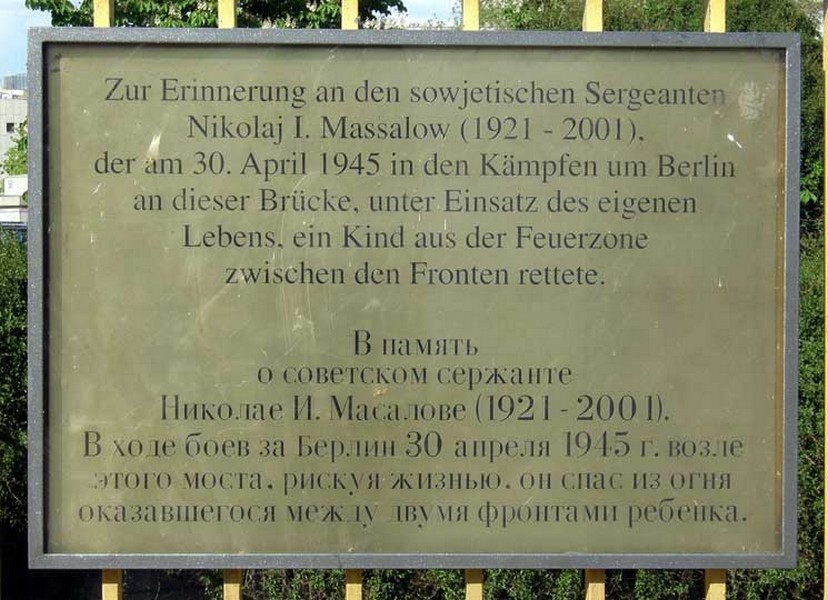 Zur Erinnerung an den sowjetischen Sergeanten
Nikolaj I. Massalow (1921 - 2001),
der am 30. April 1945 in den Kämpfen um Berlin
an dieser Brücke, unter Einsatz des eigenen
Lebens, ein Kind aus der Feuerzone
zwischen den Fronten rettete.
В память
о советском сержанте
Николае И. Масалове (1921 - 2001).
В ходе боев за Берлин 30 апреля 1945 г. возле
этого моста, рискуя жизнью, он спас из огня
оказавшегося между двумя фронтами ребенка.